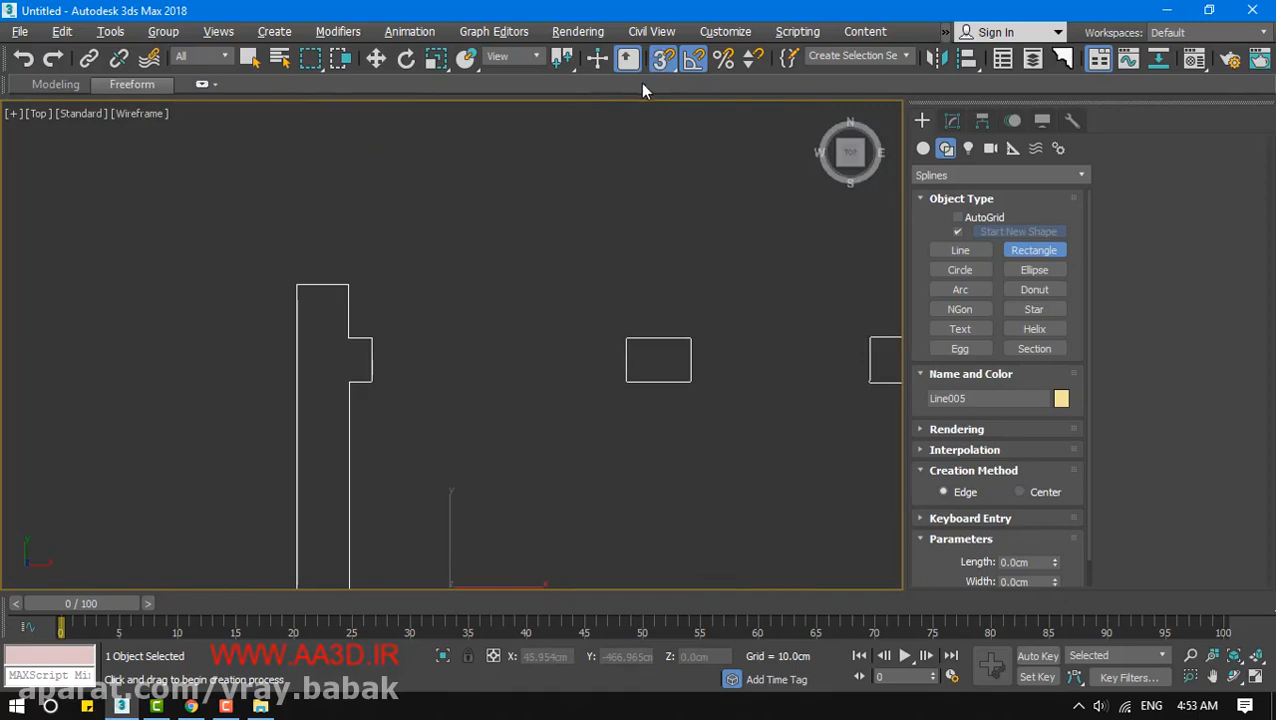 Untitled - Autodesk 3ds Max 2018
File Edit Tools Group Views Create Modifiers Animation Graph Editors Rendering Civil View Customize Scripting Content » Sign In Workspaces: Default
All View Create Selection Se
Modeling Freeform
[+] [Top] [Standard] [Wireframe]
N
W TOP E
S
y
x
Splines
Object Type
AutoGrid
Start New Shape
Line Rectangle
Circle Ellipse
Arc Donut
NGon Star
Text Helix
Egg Section
Name and Color
Line005
Rendering
Interpolation
Creation Method
Edge Center
Keyboard Entry
Parameters
Length: 0.0cm
Width: 0.0cm
< 0 / 100 >
0 5 10 15 20 25 30 35 40 45 50 55 60 65 70 75 80 85 90 95 100
1 Object Selected
WWW.AA3D.IR
X: 45.954cm Y: -466.965cm Z: 0.0cm Grid = 10.0cm
Auto Key Selected
MAXScript Mi
Click and drag to begin creation process
Add Time Tag
0
Set Key Key Filters...
aparat.com/vray.babak
ENG 4:53 AM